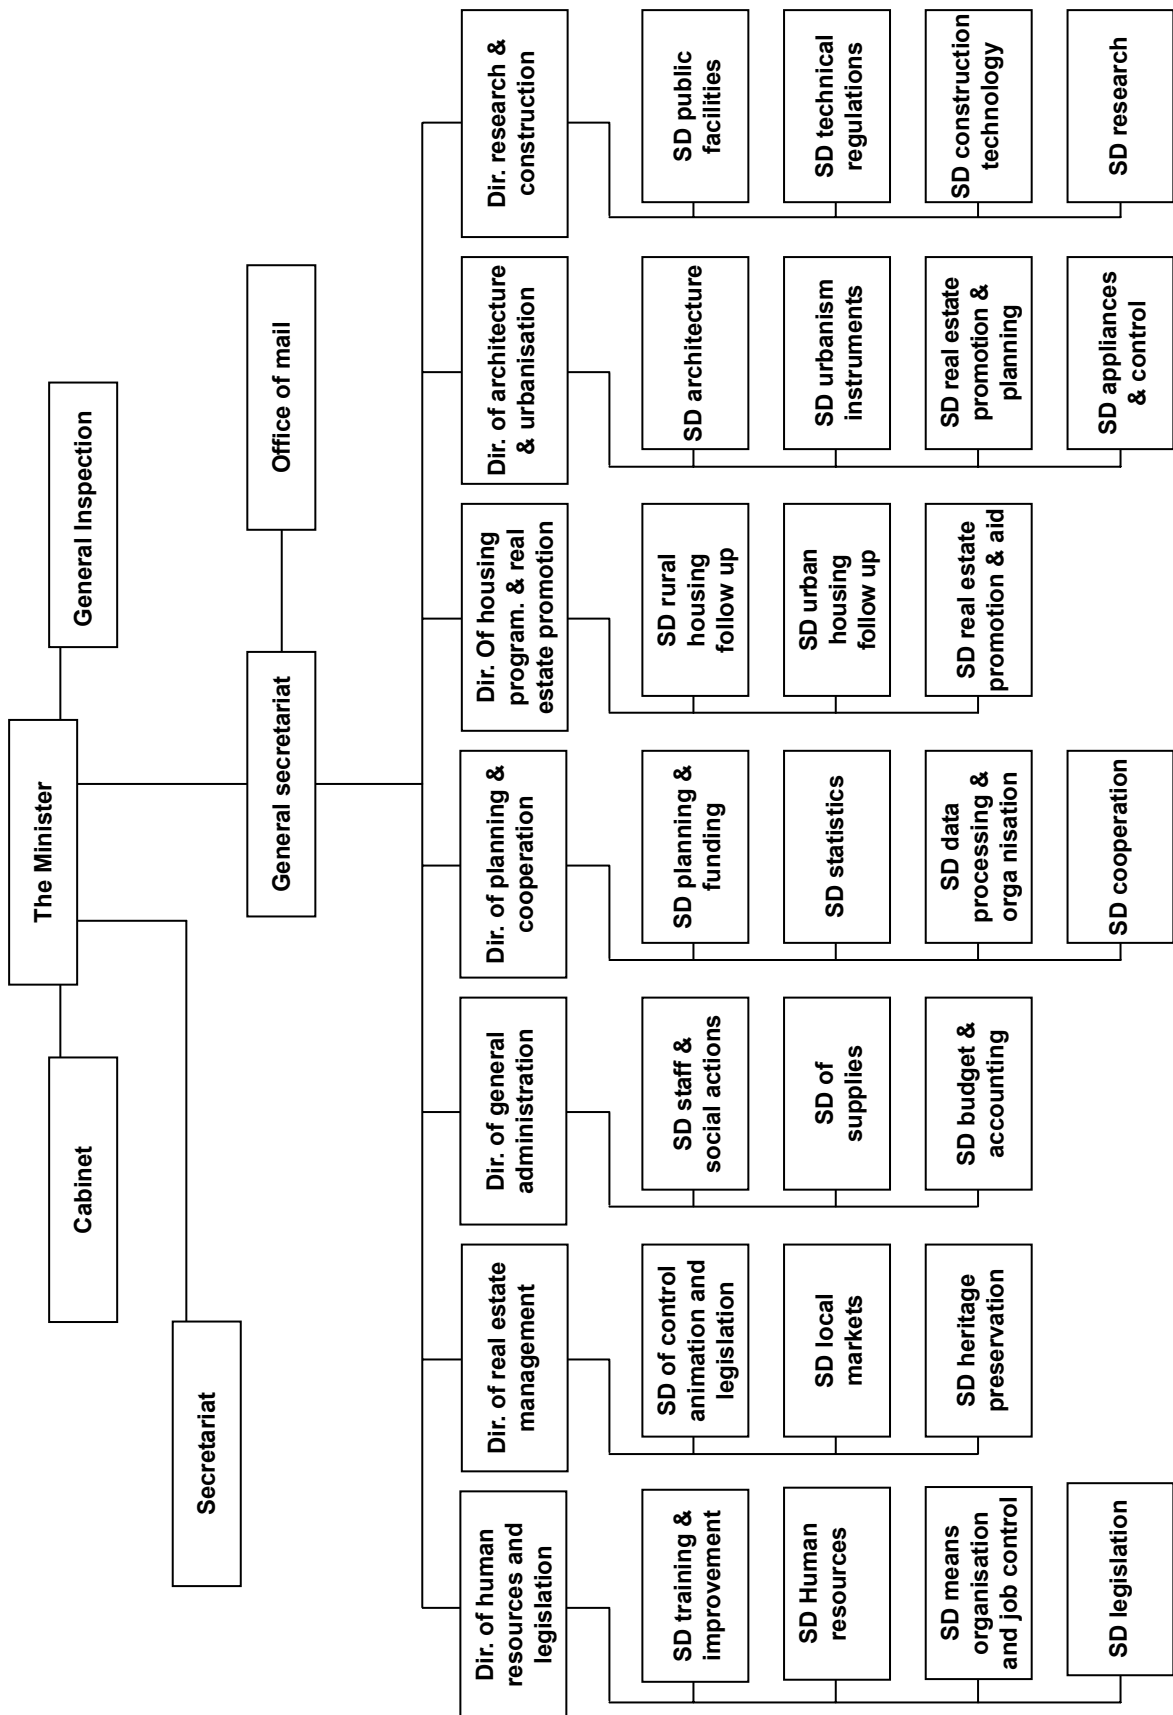 The Minister
Cabinet
General Inspection
Secretariat
General secretariat
Office of mail
Dir. of human
resources and
legislation
Dir. of real estate
management
Dir. of general
administration
Dir. of planning &
cooperation
Dir. Of housing
program. & real
estate promotion
Dir. of architecture
& urbanisation
Dir. research &
construction
SD training &
improvement
SD Human
resources
SD means
organisation
and job control
SD legislation
SD of control
animation and
legislation
SD local
markets
SD heritage
preservation
SD staff &
social actions
SD of
supplies
SD budget &
accounting
SD planning &
funding
SD statistics
SD data
processing &
orga nisation
SD cooperation
SD rural
housing
follow up
SD urban
housing
follow up
SD real estate
promotion & aid
SD architecture
SD urbanism
instruments
SD real estate
promotion &
planning
SD appliances
& control
SD public
facilities
SD technical
regulations
SD construction
technology
SD research